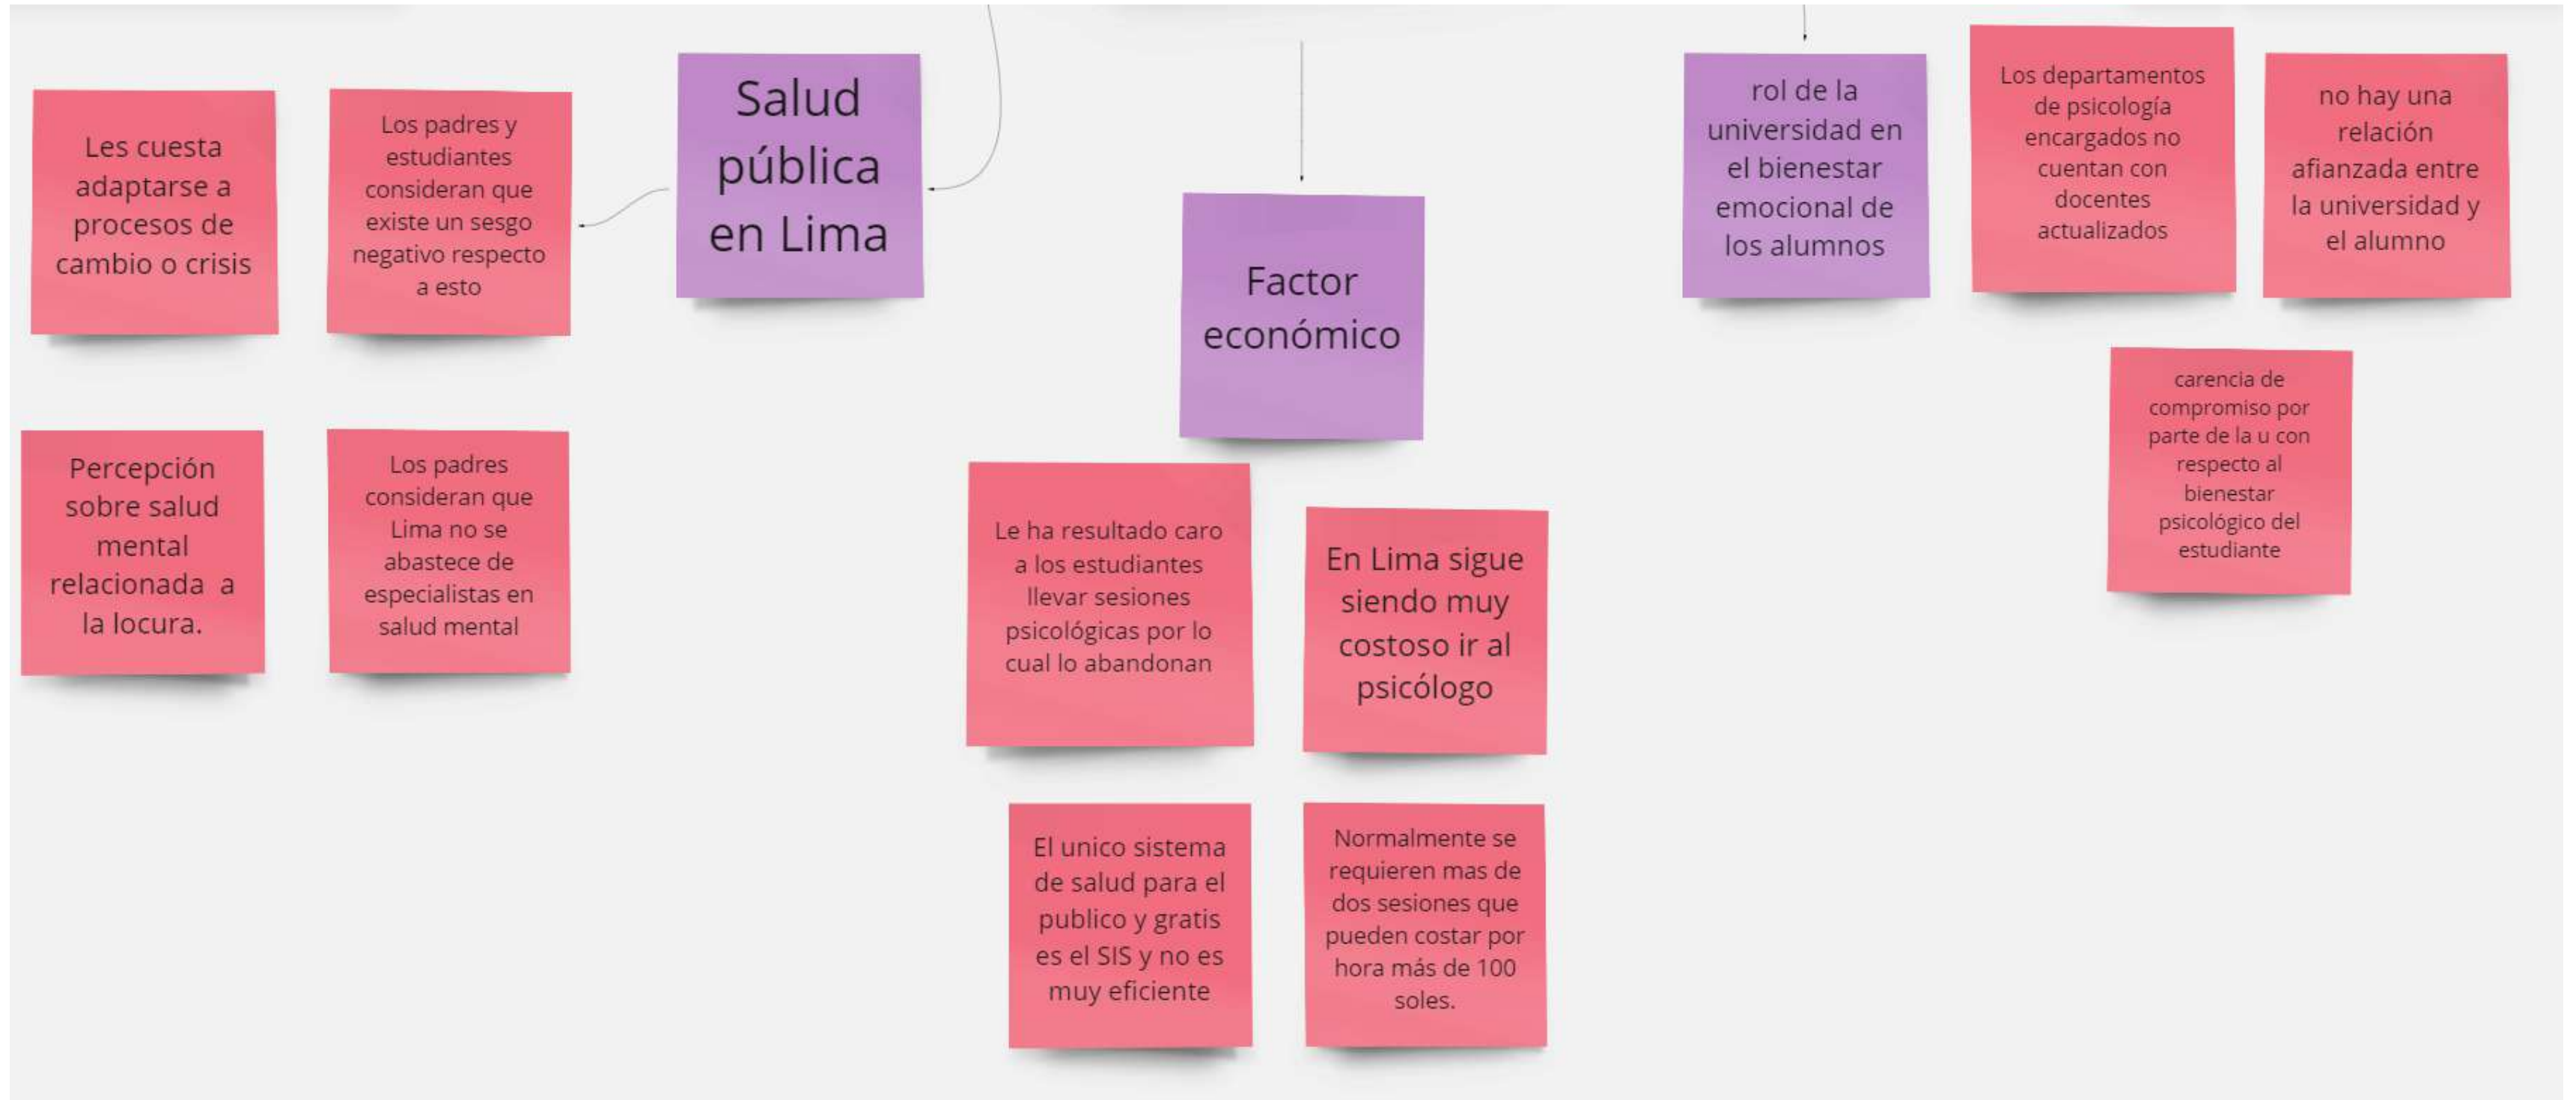 Les cuesta
adaptarse a
procesos de
cambio o crisis
Los padres y
estudiantes
consideran que
existe un sesgo
negativo respecto
a esto
Salud
pública
en Lima
Percepción
sobre salud
mental
relacionada a
la locura.
Los padres
consideran que
Lima no se
abastece de
especialistas en
salud mental
Factor
económico
Le ha resultado caro
a los estudiantes
llevar sesiones
psicológicas por lo
cual lo abandonan
En Lima sigue
siendo muy
costoso ir al
psicólogo
El unico sistema
de salud para el
publico y gratis
es el SIS y no es
muy eficiente
Normalmente se
requieren mas de
dos sesiones que
pueden costar por
hora más de 100
soles.
rol de la
universidad en
el bienestar
emocional de
los alumnos
Los departamentos
de psicología
encargados no
cuentan con
docentes
actualizados
no hay una
relación
afianzada entre
la universidad y
el alumno
carencia de
compromiso por
parte de la u con
respecto al
bienestar
psicológico del
estudiante